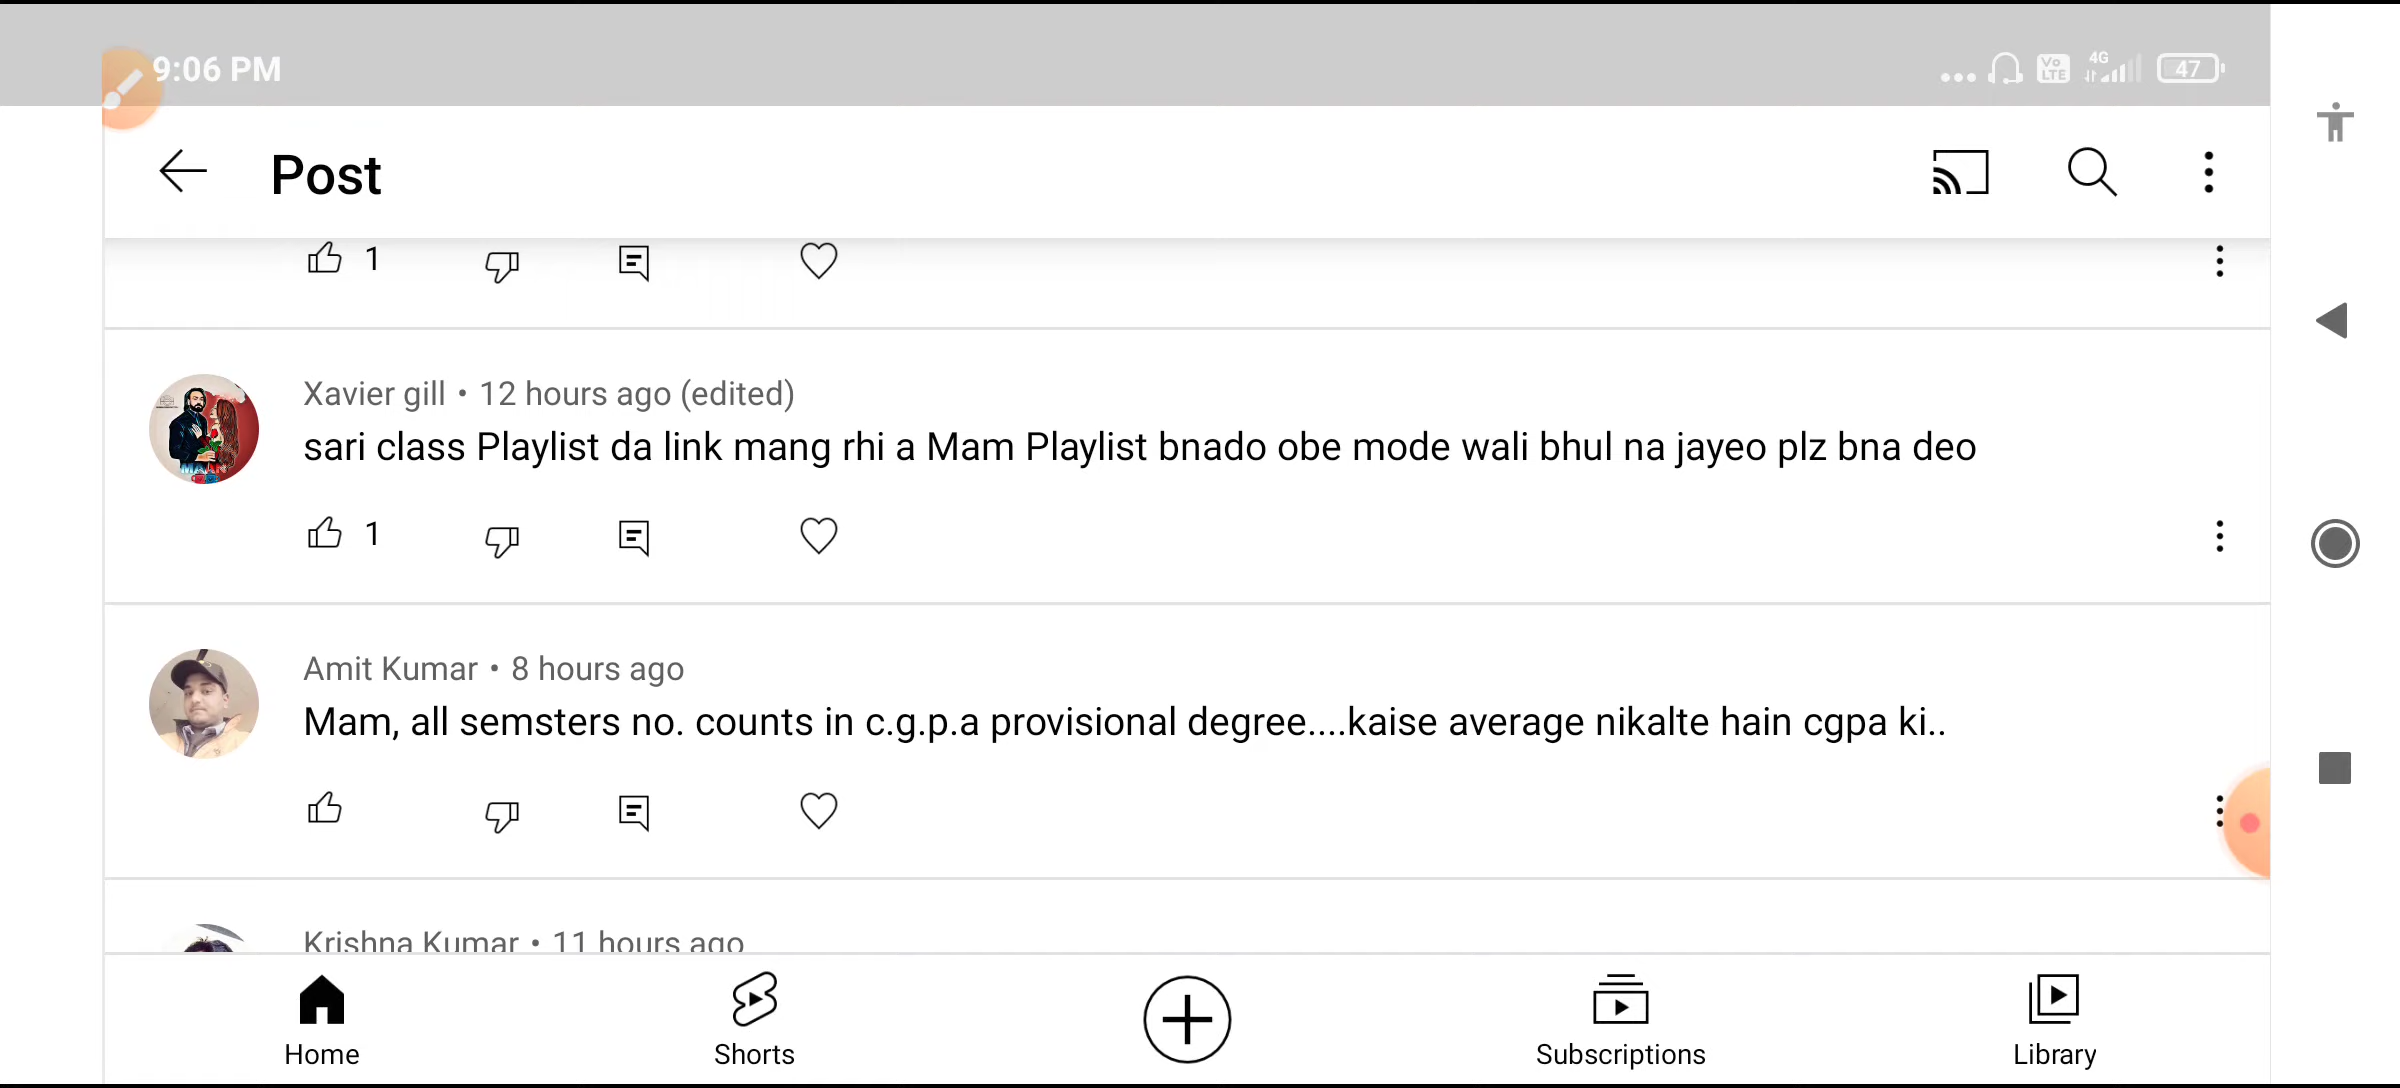 9:06 PM
4G
Vo
LTE
47
Post
1
Xavier gill • 12 hours ago (edited)
sari class Playlist da link mang rhi a Mam Playlist bnado obe mode wali bhul na jayeo plz bna deo
1
Amit Kumar • 8 hours ago
Mam, all semsters no. counts in c.g.p.a provisional degree....kaise average nikalte hain cgpa ki..
Krishna Kumar • 11 hours ago
Home
Shorts
Subscriptions
Library